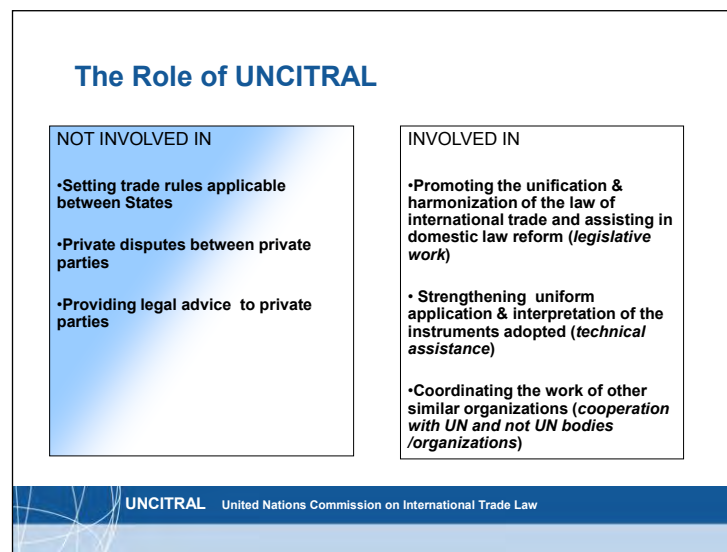 The Role of UNCITRAL
NOT INVOLVED IN
•Setting trade rules applicable
between States
•Private disputes between private
parties
•Providing legal advice to private
parties
INVOLVED IN
•Promoting the unification &
harmonization of the law of
international trade and assisting in
domestic law reform (legislative
work)
• Strengthening uniform
application & interpretation of the
instruments adopted (technical
assistance)
•Coordinating the work of other
similar organizations (cooperation
with UN and not UN bodies
/organizations)
UNCITRAL United Nations Commission on International Trade Law